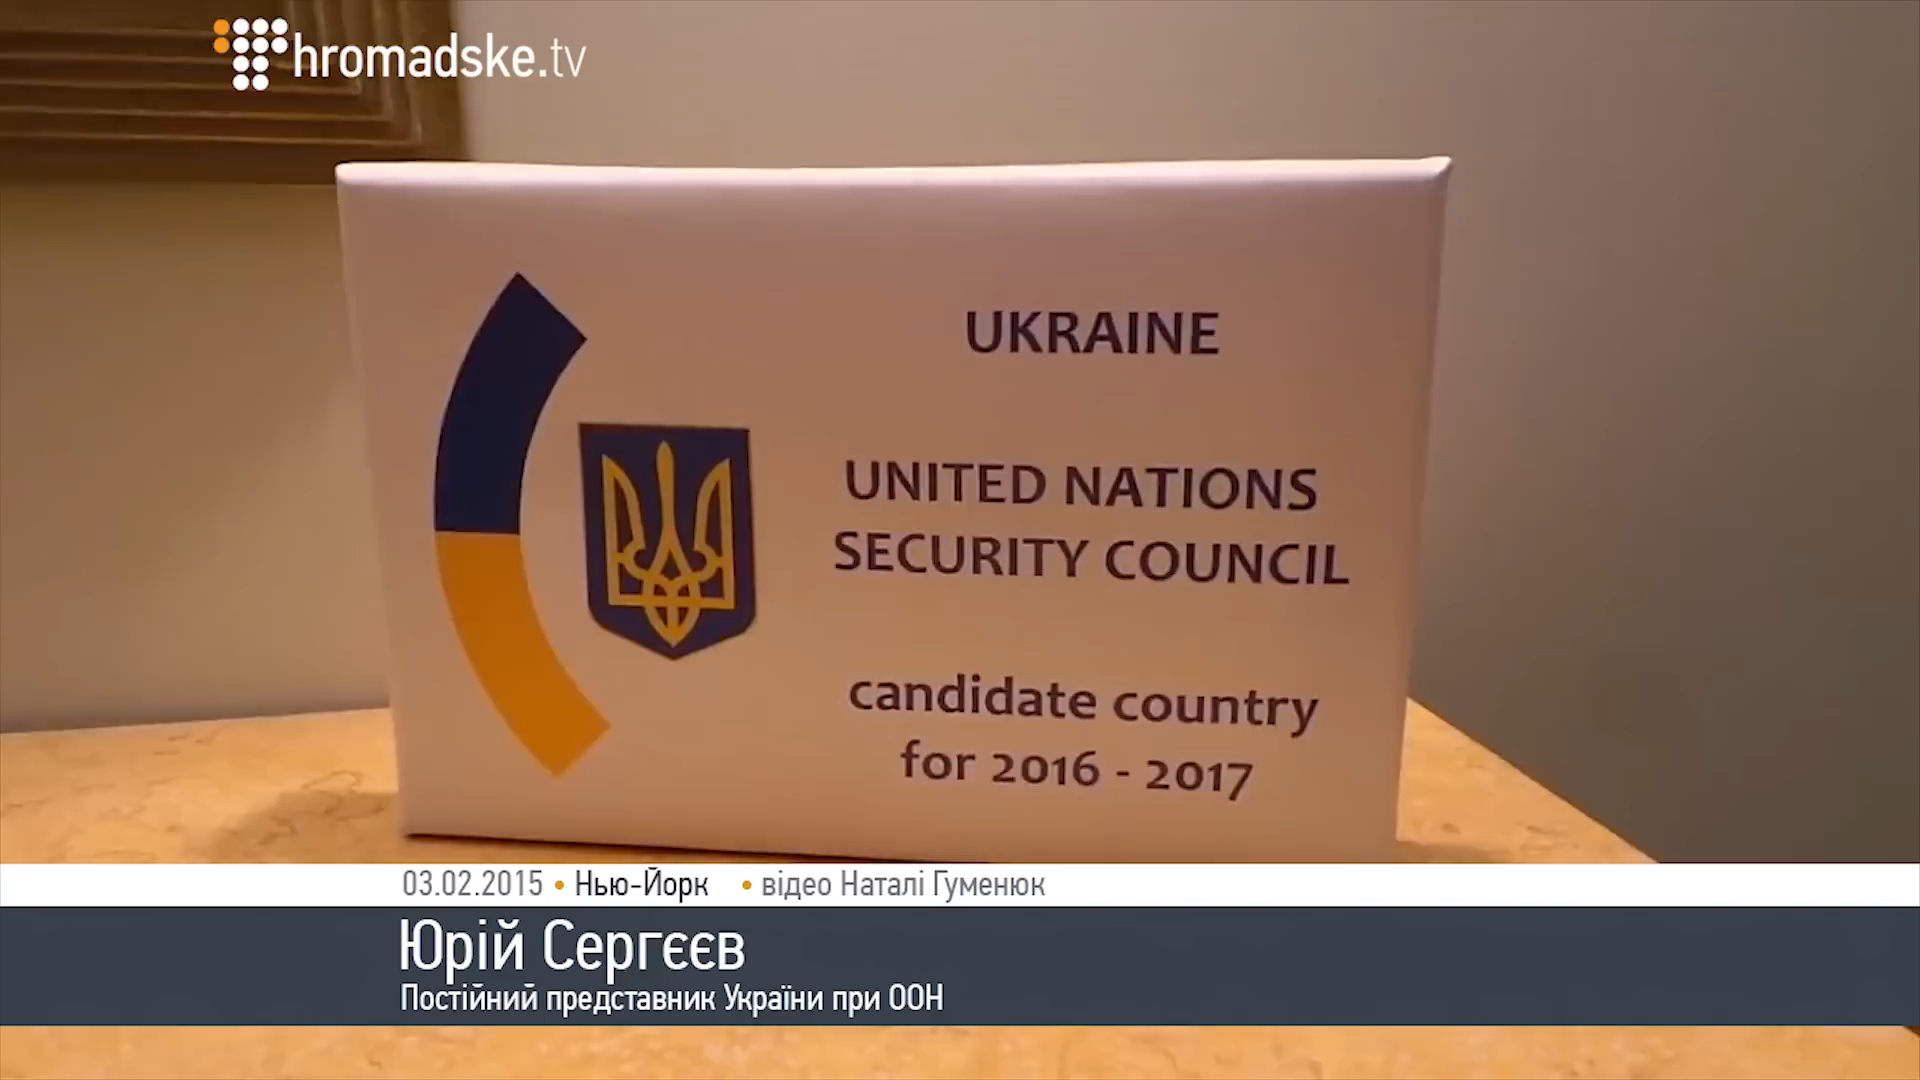 hromadske.tv
UKRAINE
UNITED NATIONS
SECURITY COUNCIL
candidate country
for 2016 - 2017
03.02.2015 • Нью-Йорк • відео Наталі Гуменюк
Юрій Сергєєв
Постійний представник України при ООН